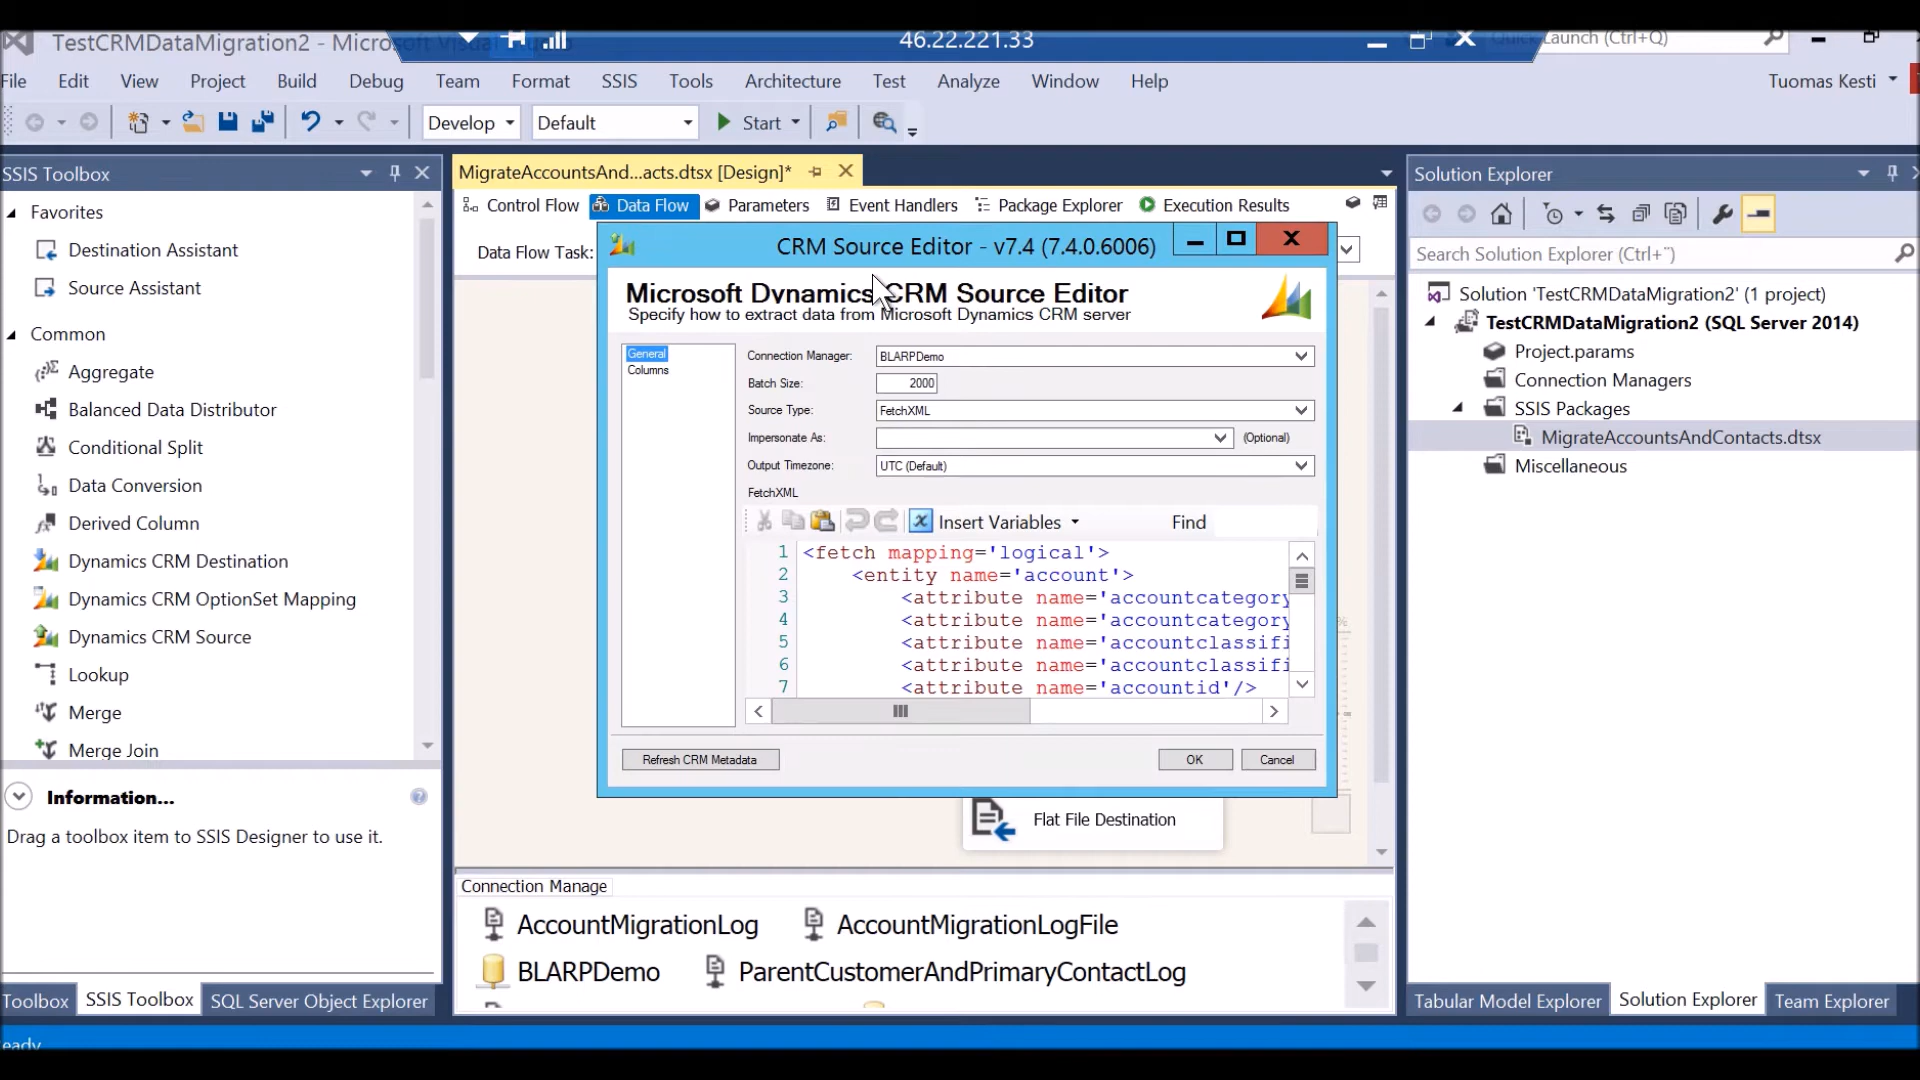 TestCRMDataMigration2 - Microsoft Visual Studio
46.22.221.33
Quick Launch (Ctrl+Q)
File Edit View Project Build Debug Team Format SSIS Tools Architecture Test Analyze Window Help
Tuomas Kesti
Develop Default Start
SSIS Toolbox
Favorites
Destination Assistant
Source Assistant
Common
Aggregate
Balanced Data Distributor
Conditional Split
Data Conversion
Derived Column
Dynamics CRM Destination
Dynamics CRM OptionSet Mapping
Dynamics CRM Source
Lookup
Merge
Merge Join
Information...
Drag a toolbox item to SSIS Designer to use it.
Toolbox SSIS Toolbox SQL Server Object Explorer
MigrateAccountsAnd...acts.dtsx [Design]*
Control Flow Data Flow Parameters Event Handlers Package Explorer Execution Results
Data Flow Task:
CRM Source Editor - v7.4 (7.4.0.6006)
Microsoft Dynamics CRM Source Editor
Specify how to extract data from Microsoft Dynamics CRM server
General
Columns
Connection Manager: BLARPDemo
Batch Size: 2000
Source Type: FetchXML
Impersonate As: (Optional)
Output Timezone: UTC (Default)
FetchXML
Insert Variables Find
1 <fetch mapping='logical'>
2 <entity name='account'>
3 <attribute name='accountcategory
4 <attribute name='accountcategory
5 <attribute name='accountclassifi
6 <attribute name='accountclassifi
7 <attribute name='accountid'/>
Refresh CRM Metadata OK Cancel
Flat File Destination
Connection Manage
AccountMigrationLog AccountMigrationLogFile
BLARPDemo ParentCustomerAndPrimaryContactLog
Solution Explorer
Search Solution Explorer (Ctrl+")
Solution 'TestCRMDataMigration2' (1 project)
TestCRMDataMigration2 (SQL Server 2014)
Project.params
Connection Managers
SSIS Packages
MigrateAccountsAndContacts.dtsx
Miscellaneous
Tabular Model Explorer Solution Explorer Team Explorer